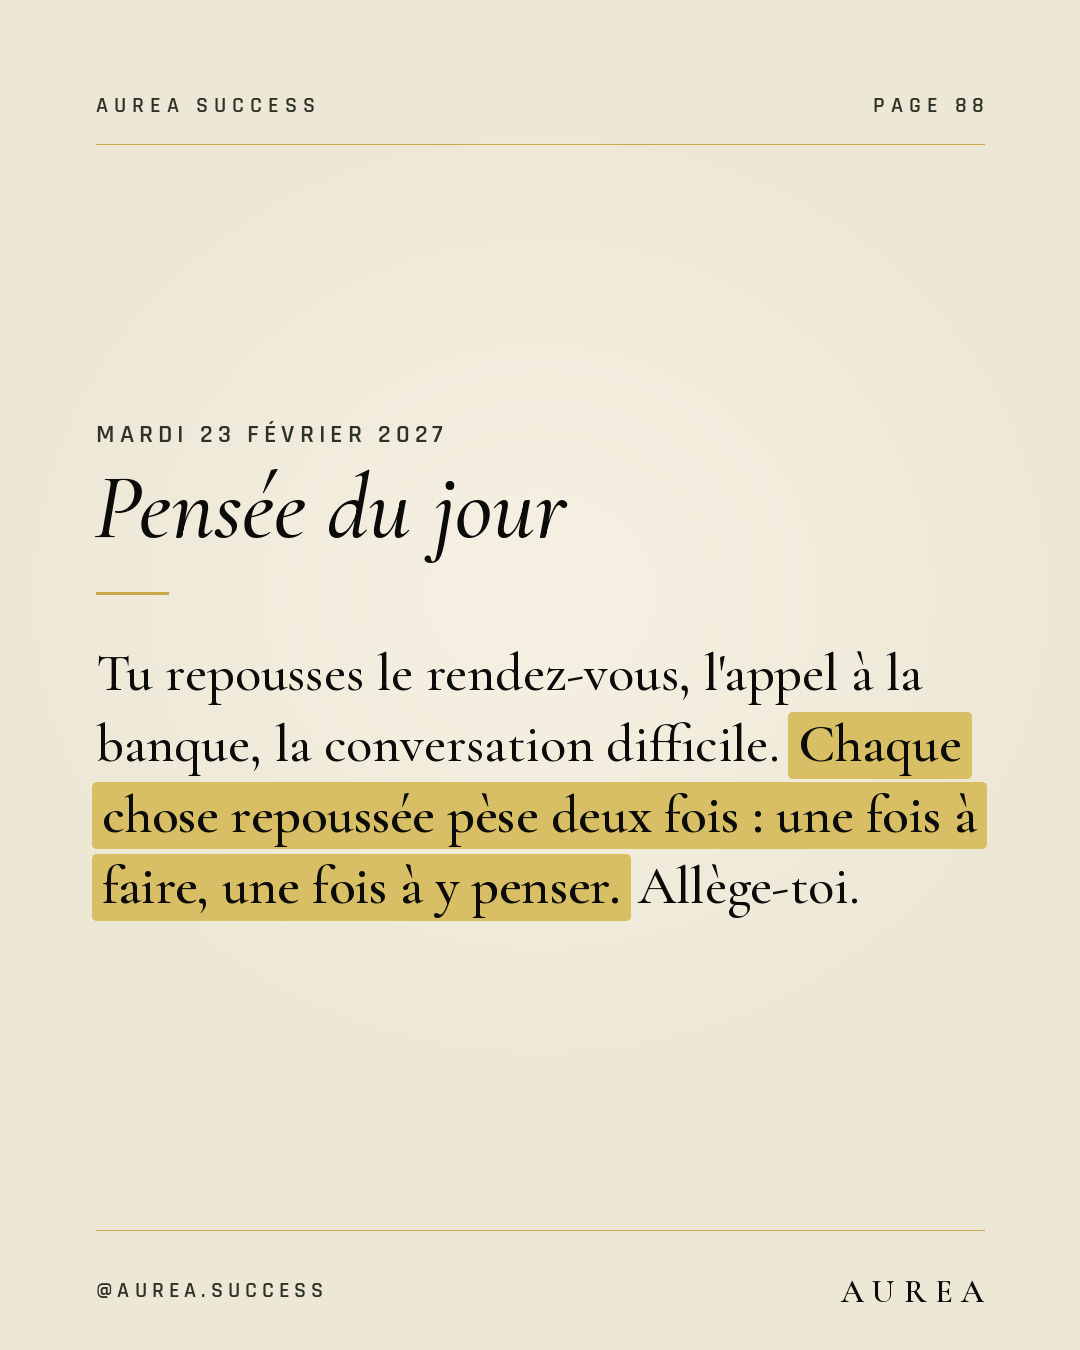 AUREA SUCCESS
PAGE 88
MARDI 23 FÉVRIER 2027
Pensée du jour
Tu repousses le rendez-vous, l'appel à la
banque, la conversation difficile. Chaque
chose repoussée pèse deux fois : une fois à
faire, une fois à y penser. Allège-toi.
@AUREA.SUCCESS
AUREA